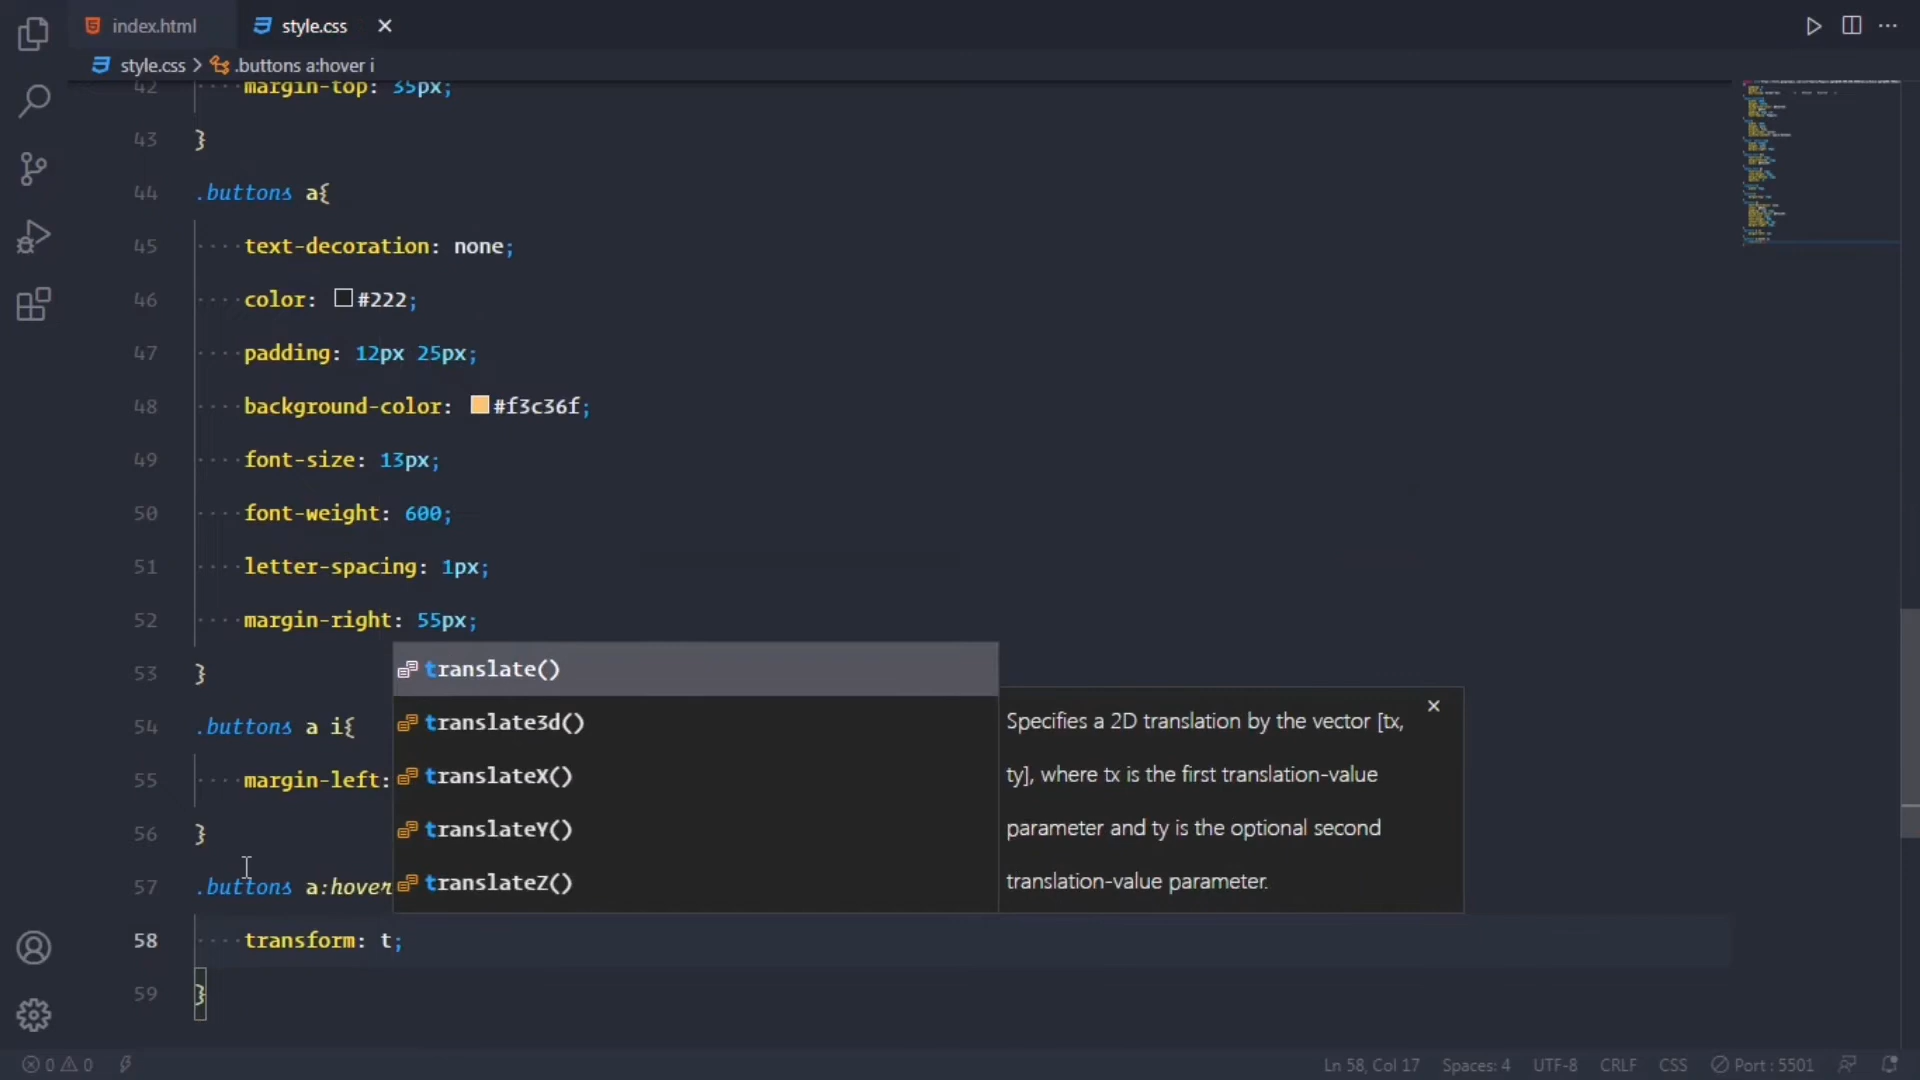 index.html
style.css
style.css > .buttons a:hover i
42 margin-top: 35px;
43 }
44 .buttons a{
45 text-decoration: none;
46 color: #222;
47 padding: 12px 25px;
48 background-color: #f3c36f;
49 font-size: 13px;
50 font-weight: 600;
51 letter-spacing: 1px;
52 margin-right: 55px;
53 }
54 .buttons a i{
55 margin-left:
56 }
57 .buttons a:hover
58 transform: t;
59 }
translate()
translate3d()
translateX()
translateY()
translateZ()
Specifies a 2D translation by the vector [tx,
ty], where tx is the first translation-value
parameter and ty is the optional second
translation-value parameter.
0 0
Ln 58, Col 17
Spaces: 4
UTF-8
CRLF
CSS
Port : 5501